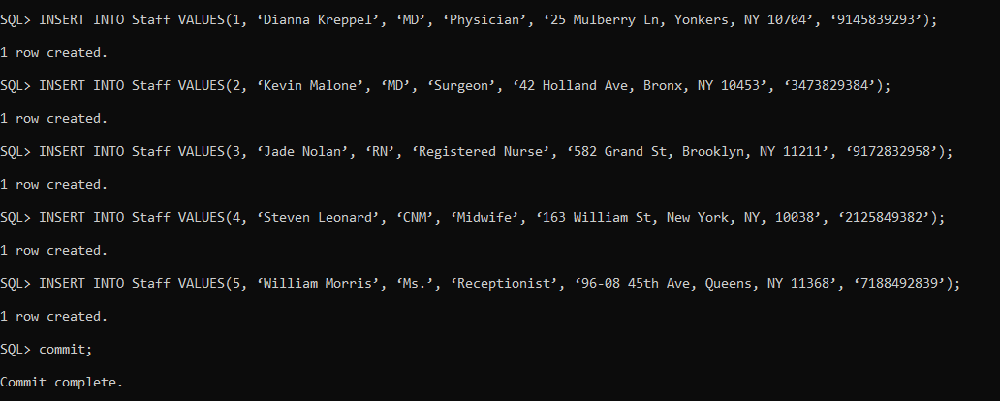 SQL> INSERT INTO Staff VALUES(1, ‘Dianna Kreppel’, ‘MD’, ‘Physician’, ‘25 Mulberry Ln, Yonkers, NY 10704’, ‘9145839293’);
1 row created.
SQL> INSERT INTO Staff VALUES(2, ‘Kevin Malone’, ‘MD’, ‘Surgeon’, ‘42 Holland Ave, Bronx, NY 10453’, ‘3473829384’);
1 row created.
SQL> INSERT INTO Staff VALUES(3, ‘Jade Nolan’, ‘RN’, ‘Registered Nurse’, ‘582 Grand St, Brooklyn, NY 11211’, ‘9172832958’);
1 row created.
SQL> INSERT INTO Staff VALUES(4, ‘Steven Leonard’, ‘CNM’, ‘Midwife’, ‘163 William St, New York, NY, 10038’, ‘2125849382’);
1 row created.
SQL> INSERT INTO Staff VALUES(5, ‘William Morris’, ‘Ms.’, ‘Receptionist’, ‘96-08 45th Ave, Queens, NY 11368’, ‘7188492839’);
1 row created.
SQL> commit;
Commit complete.